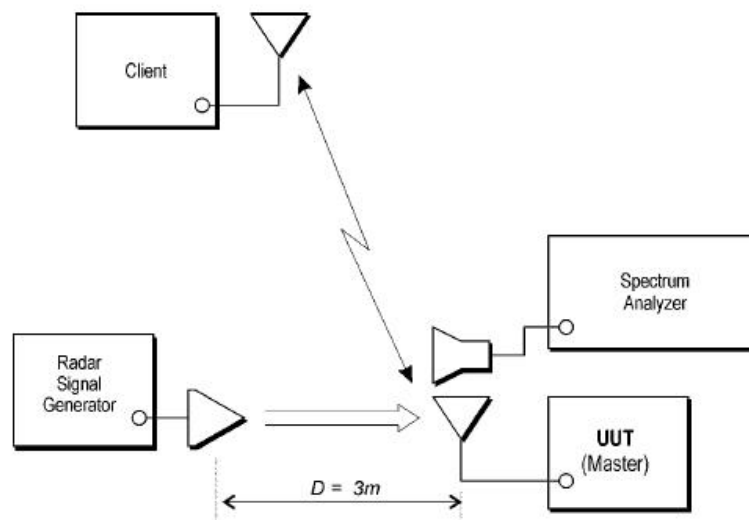 Client
Spectrum
Analyzer
Radar
Signal
Generator
UUT
(Master)
D = 3m